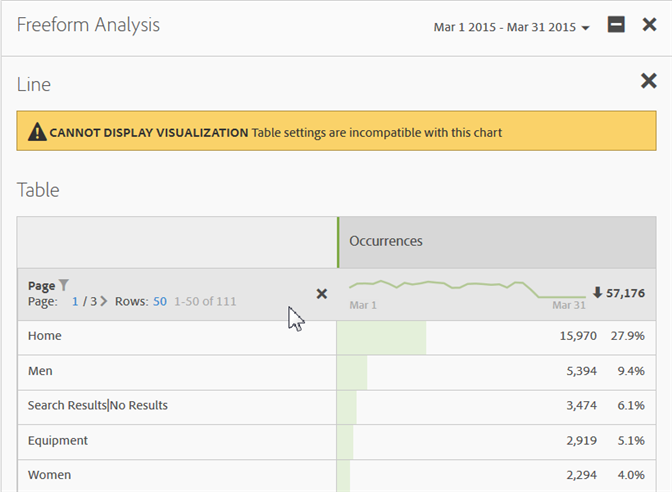 Freeform Analysis
Mar 1 2015 - Mar 31 2015
Line
CANNOT DISPLAY VISUALIZATION Table settings are incompatible with this chart
Table
Occurrences
Page
Page: 1 / 3 Rows: 50 1-50 of 111
Mar 1 Mar 31
57,176
Home 15,970 27.9%
Men 5,394 9.4%
Search Results|No Results 3,474 6.1%
Equipment 2,919 5.1%
Women 2,294 4.0%